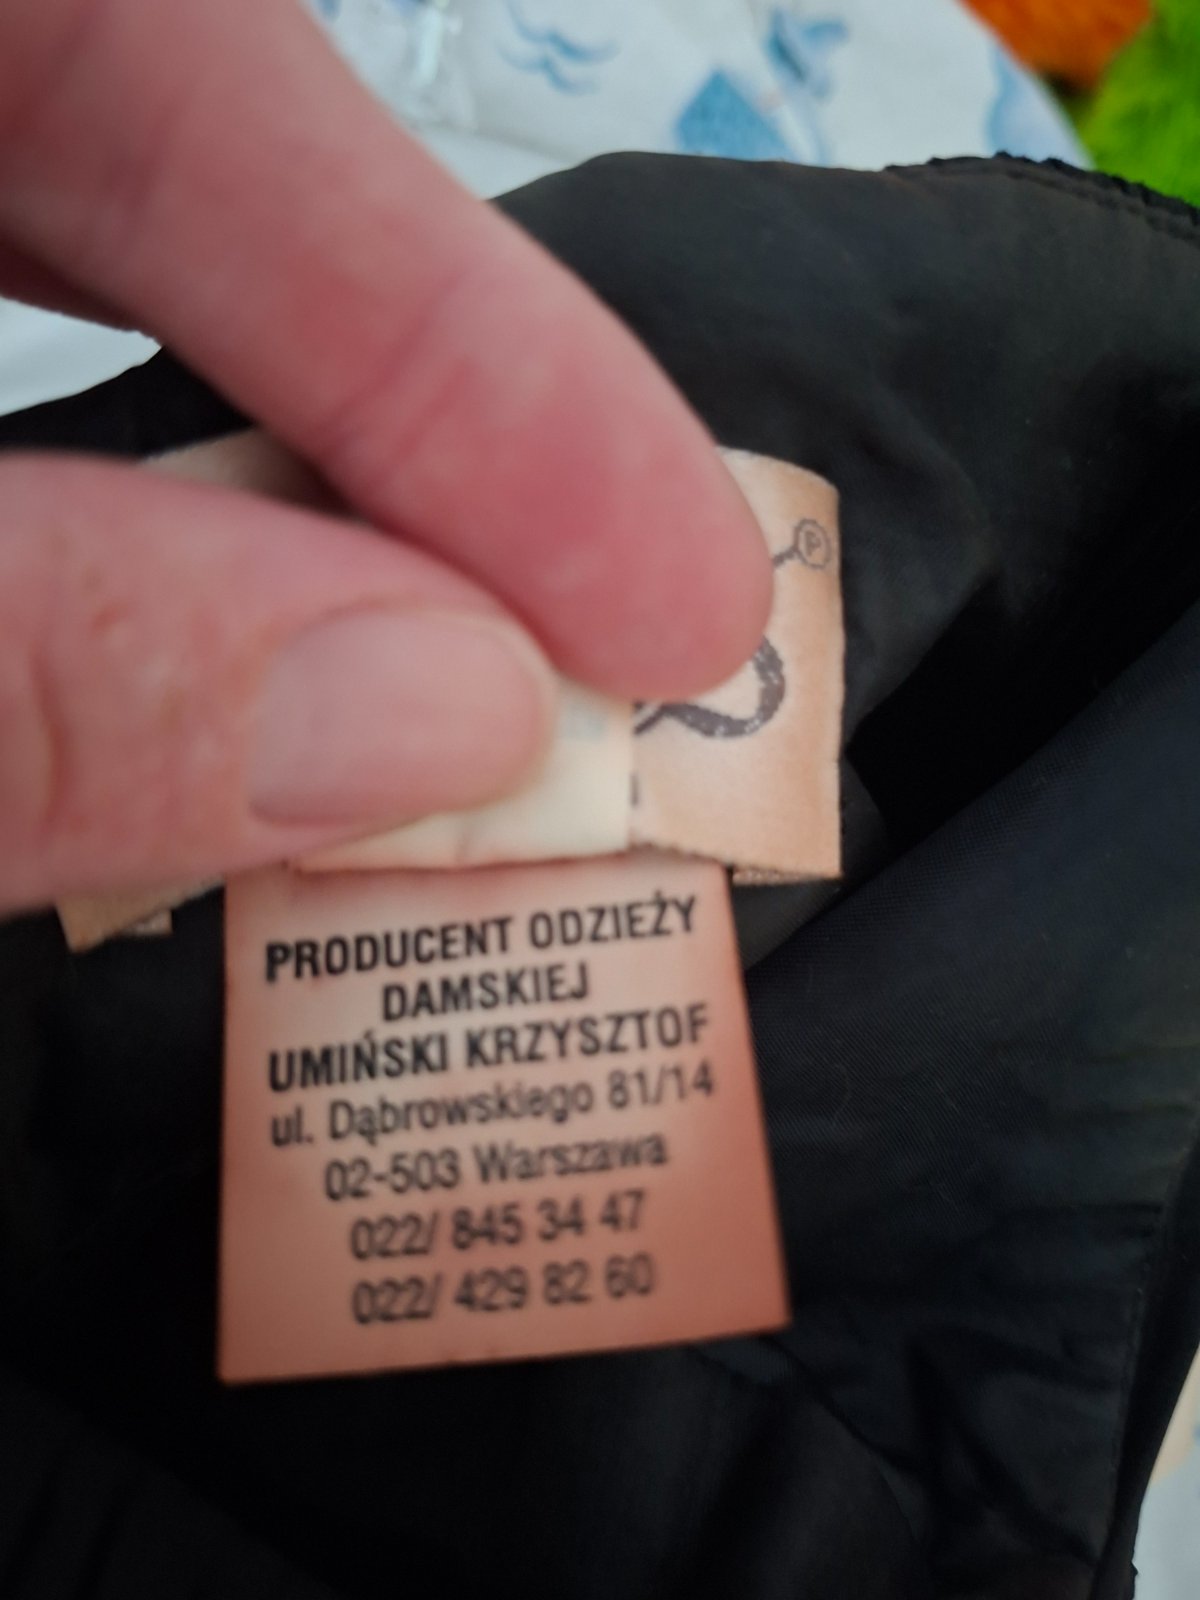 P
PRODUCENT ODZIEŻY
DAMSKIEJ
UMIŃSKI KRZYSZTOF
ul. Dąbrowskiego 81/14
02-503 Warszawa
022/ 845 34 47
022/ 429 82 60